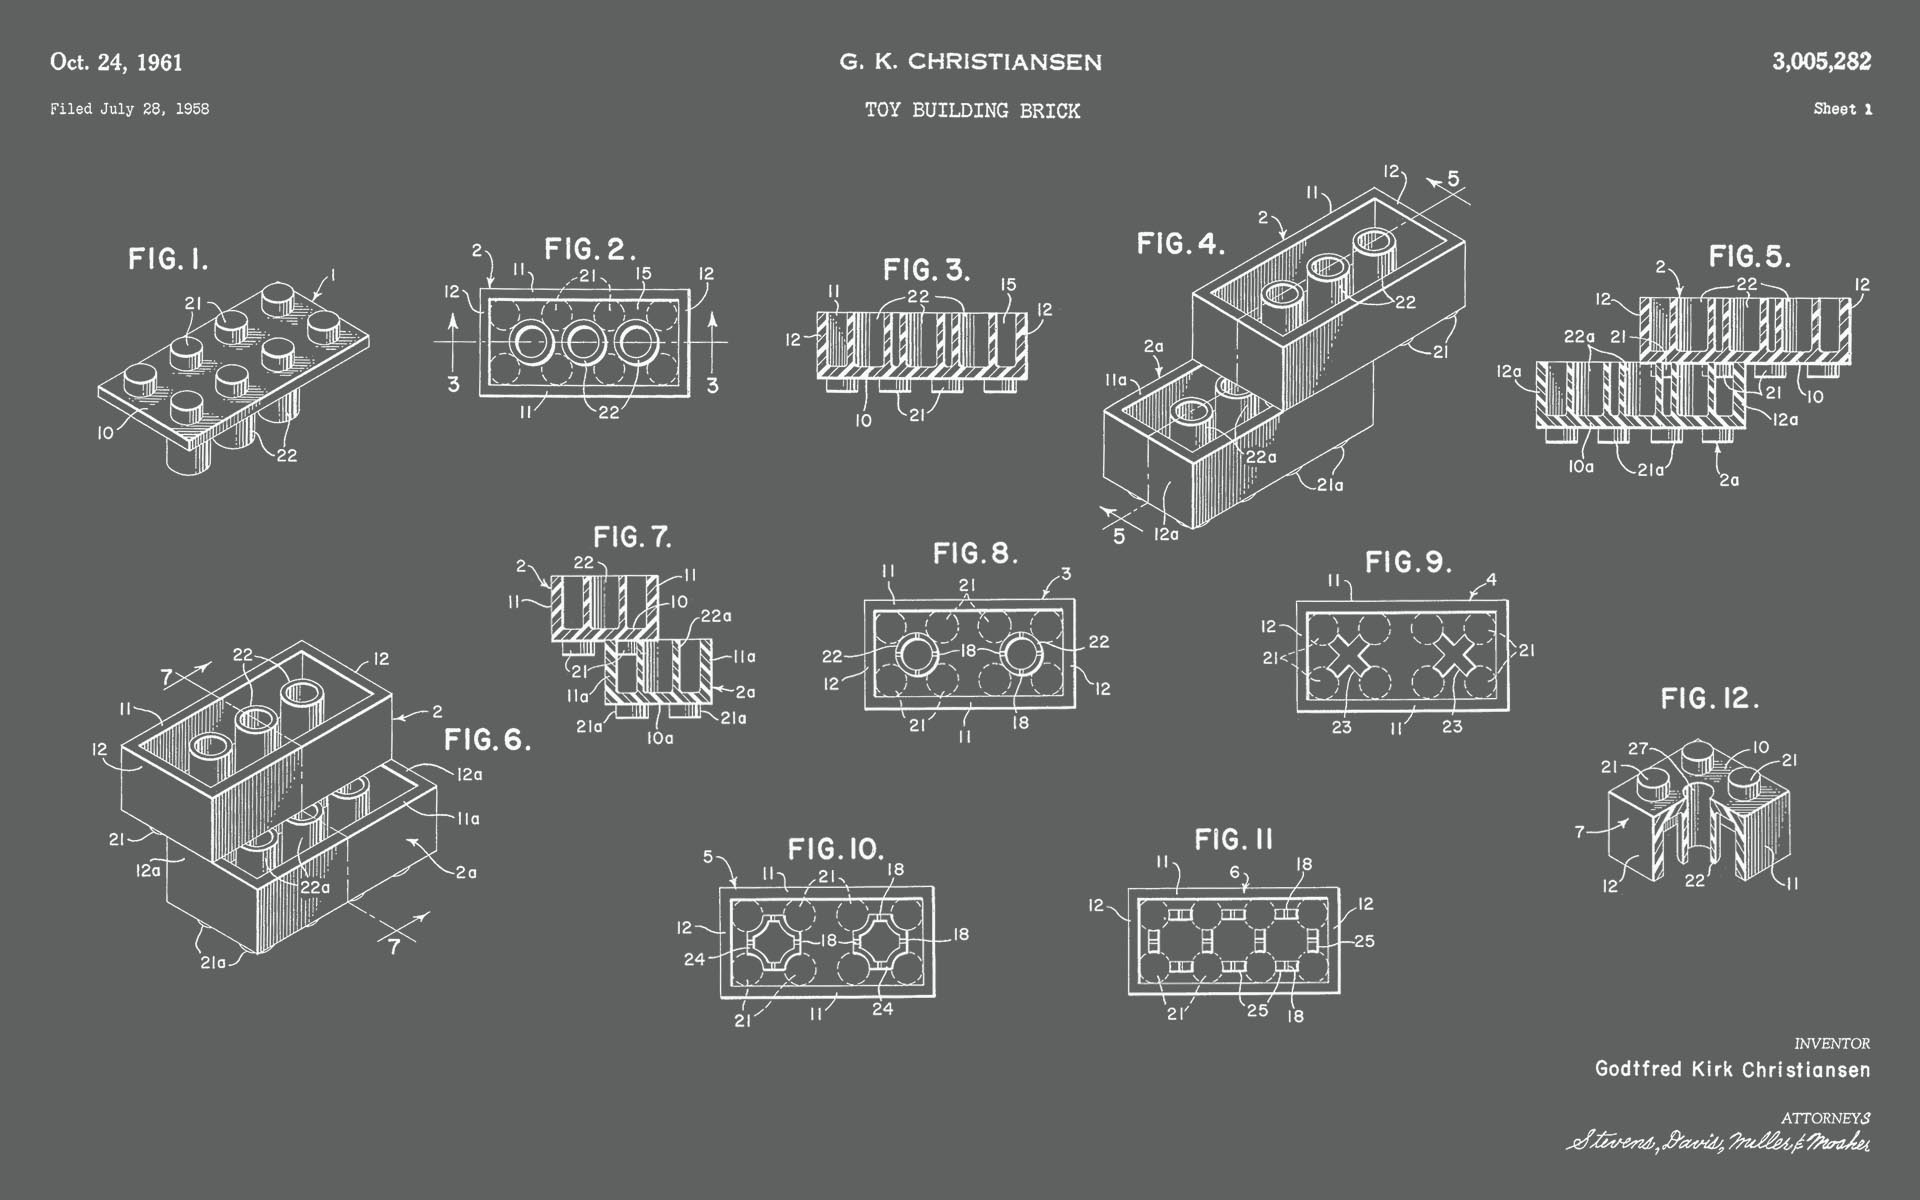 Oct. 24, 1961
G. K. CHRISTIANSEN
3,005,282
Filed July 28, 1958
TOY BUILDING BRICK
Sheet 1
FIG. 1.
1
21
10
22
FIG. 2.
2
11
21
15
12
12
3
3
11
22
FIG. 3.
11
22
15
12
12
10
21
FIG. 4.
12
5
11
2
22
21
2a
11a
22a
21a
5
12a
FIG. 5.
2
22
12
12
22a
21
12a
21
10
12a
10a
21a
2a
FIG. 6.
7
22
12
11
2
12
12a
21
11a
12a
22a
2a
21a
7
FIG. 7.
22
2
11
11
10
22a
11a
21
11a
2a
21a
21a
10a
FIG. 8.
11
21
3
22
18
22
12
12
21
18
11
FIG. 9.
11
4
12
21
21
23
11
23
FIG. 10.
5
11
21
18
12
18
18
24
21
11
24
FIG. 11
11
6
18
12
12
25
21
25
18
FIG. 12.
27
10
21
21
7
12
22
11
INVENTOR
Godtfred Kirk Christiansen
ATTORNEYS
Stevens, Davis, Miller & Mosher